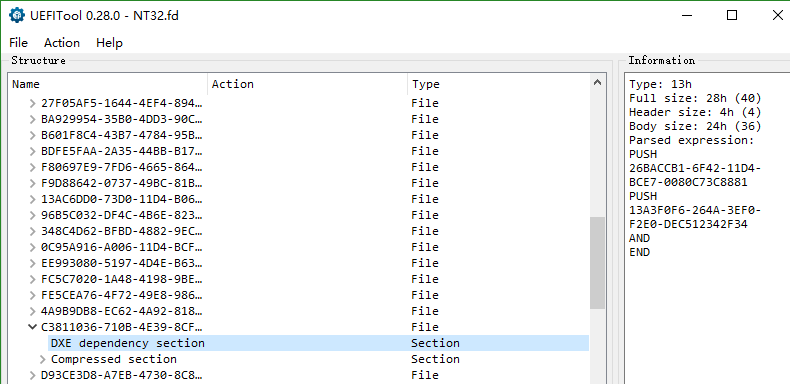 UEFITool 0.28.0 - NT32.fd
File Action Help
Structure
Information
Name Action Type
27F05AF5-1644-4EF4-894… File
BA929954-35B0-4DD3-90C… File
B601F8C4-43B7-4784-95B… File
BDFE5FAA-2A35-44BB-B17… File
F80697E9-7FD6-4665-864… File
F9D88642-0737-49BC-81B… File
13AC6DD0-73D0-11D4-B06… File
96B5C032-DF4C-4B6E-823… File
348C4D62-BFBD-4882-9EC… File
0C95A916-A006-11D4-BCF… File
EE993080-5197-4D4E-B63… File
FC5C7020-1A48-4198-9BE… File
FE5CEA76-4F72-49E8-986… File
4A9B9DB8-EC62-4A92-818… File
C3811036-710B-4E39-8CF… File
DXE dependency section Section
Compressed section Section
D93CE3D8-A7EB-4730-8C8… File
Type: 13h
Full size: 28h (40)
Header size: 4h (4)
Body size: 24h (36)
Parsed expression:
PUSH
26BACCB1-6F42-11D4-
BCE7-0080C73C8881
PUSH
13A3F0F6-264A-3EF0-
F2E0-DEC512342F34
AND
END